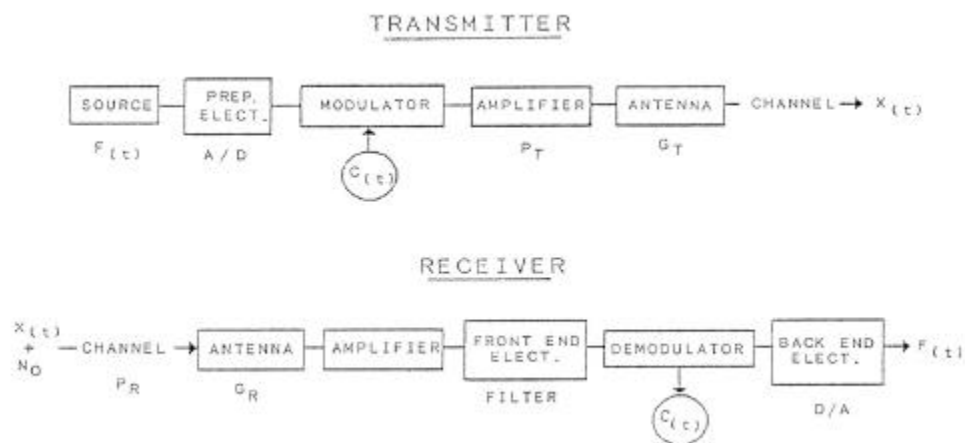 TRANSMITTER
SOURCE
PREP. ELECT.
MODULATOR
AMPLIFIER
ANTENNA
CHANNEL
X(t)
F(t)
A/D
C(t)
PT
GT
RECEIVER
X(t)
+
NO
CHANNEL
ANTENNA
AMPLIFIER
FRONT END
ELECT.
DEMODULATOR
BACK END
ELECT.
F(t)
PR
GR
FILTER
C(t)
D/A